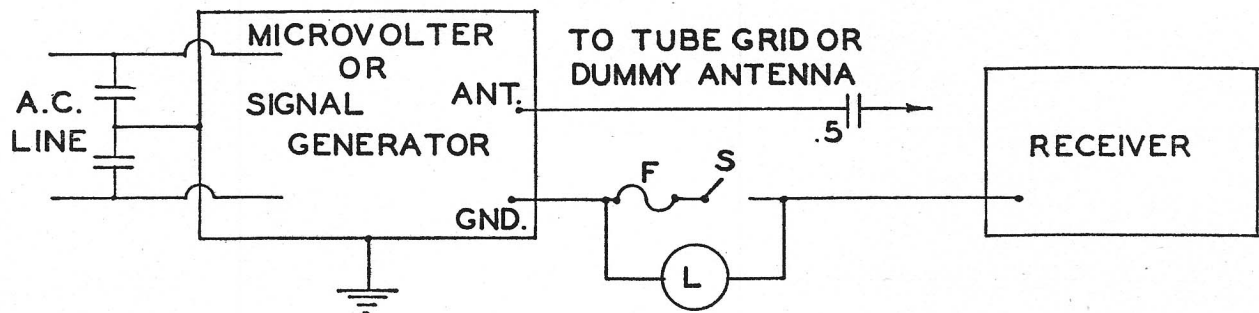 MICROVOLTER
OR
SIGNAL
GENERATOR
A.C.
LINE
ANT.
GND.
TO TUBE GRID OR
DUMMY ANTENNA
.5
F
S
L
RECEIVER